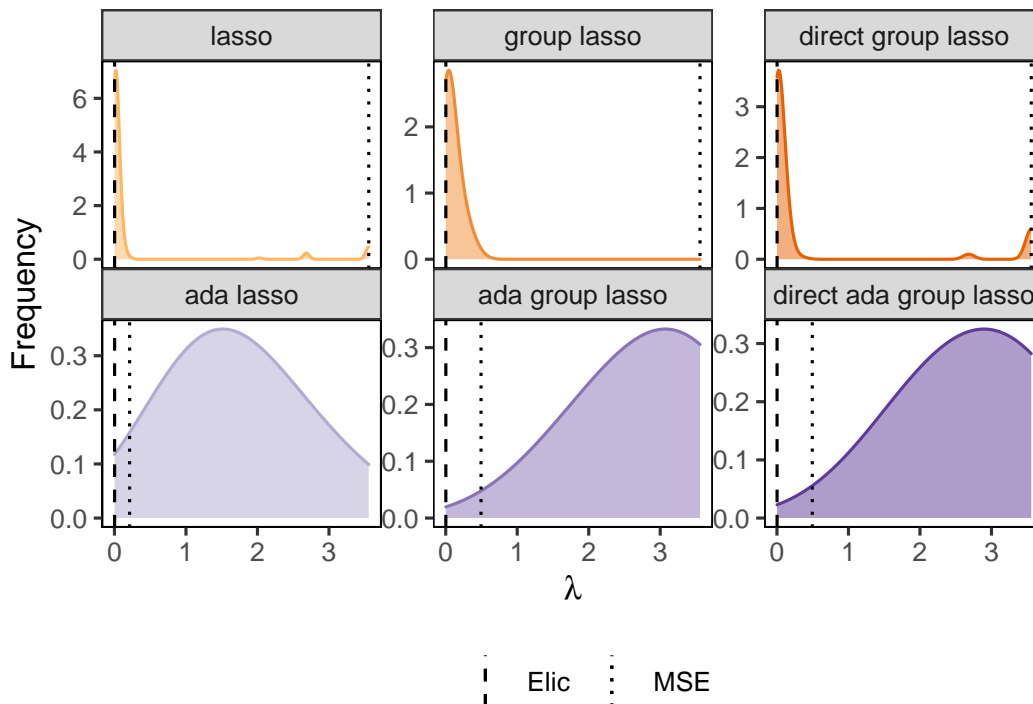 lasso
group lasso
direct group lasso
6
4
2
0
2
1
0
3
2
1
0
Frequency
ada lasso
ada group lasso
direct ada group lasso
0.3
0.2
0.1
0.0
0.3
0.2
0.1
0.0
0.3
0.2
0.1
0.0
0 1 2 3
0 1 2 3
0 1 2 3
λ
Elic
MSE